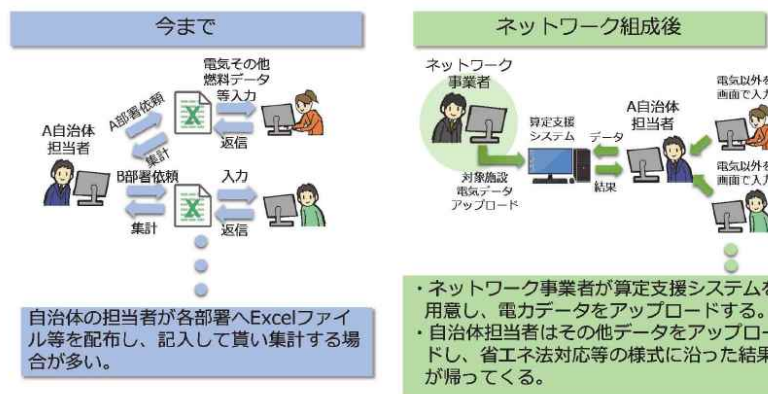 今まで
電気その他
燃料データ
等入力
A部署依頼
返信
A自治体
担当者
集計
B部署依頼
入力
集計
返信
自治体の担当者が各部署へExcelファイ
ル等を配布し、記入して貰い集計する場
合が多い。
ネットワーク組成後
ネットワーク
事業者
電気以外を
画面で入力
A自治体
担当者
算定支援
システム
データ
結果
対象施設
電気データ
アップロード
電気以外を
画面で入力
・ネットワーク事業者が算定支援システムを
用意し、電力データをアップロードする。
・自治体担当者はその他データをアップロー
ドし、省エネ法対応等の様式に沿った結果
が帰ってくる。